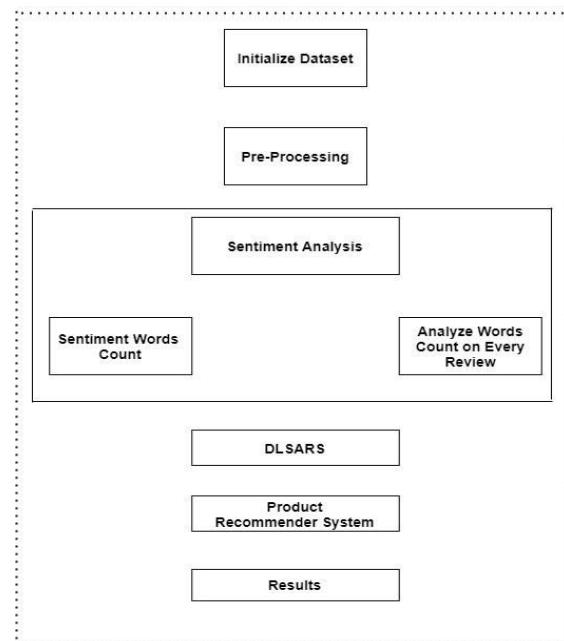 Initialize Dataset
Pre-Processing
Sentiment Analysis
Sentiment Words
Count
Analyze Words
Count on Every
Review
DLSARS
Product
Recommender System
Results